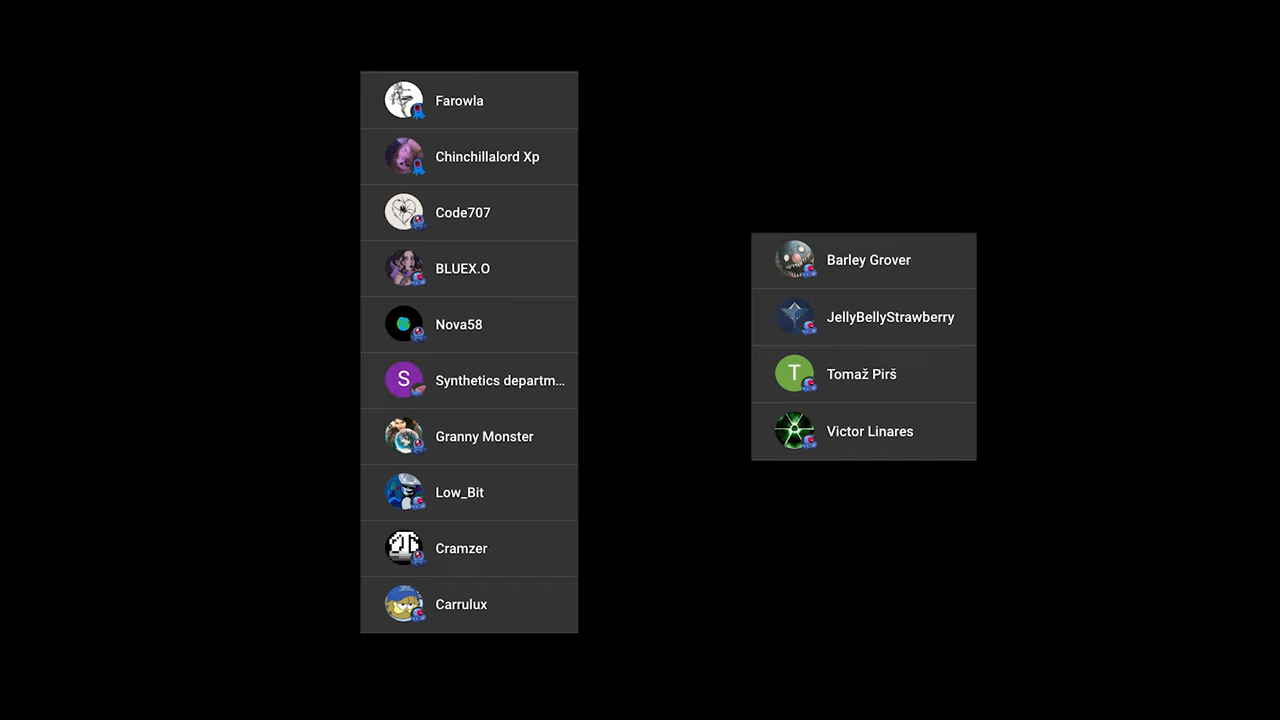 Farowla
Chinchillalord Xp
Code707
BLUEX.O
Nova58
S
Synthetics departm...
Granny Monster
Low_Bit
Cramzer
Carrulux
Barley Grover
JellyBellyStrawberry
T
Tomaž Pirš
Victor Linares